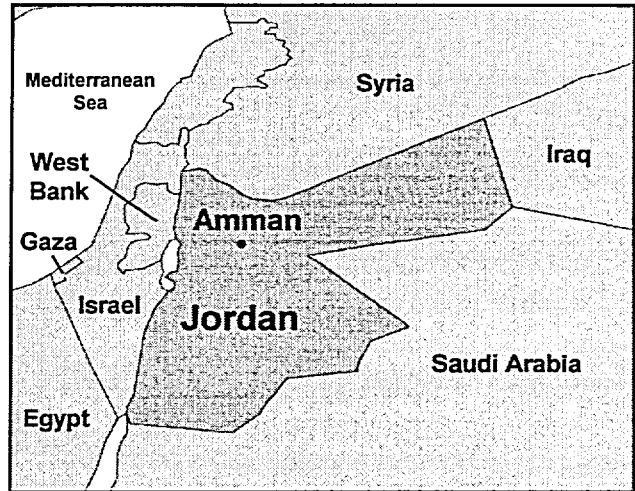 Mediterranean
Sea
Syria
Iraq
West
Bank
Amman
Gaza
Israel
Jordan
Saudi Arabia
Egypt